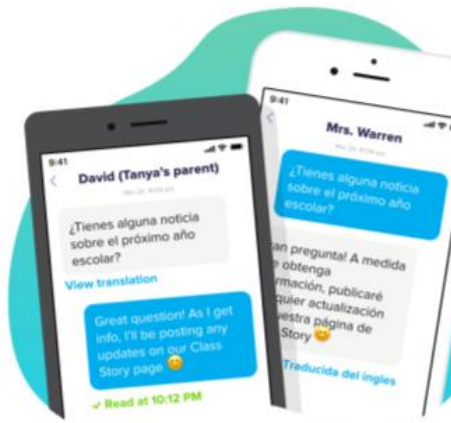 9:41
David (Tanya's parent)
¿Tienes alguna noticia
sobre el próximo año
escolar?
View translation
Great question! As I get
info, I'll be posting any
updates on our Class
Story page 😊
✓ Read at 10:12 PM
9:41
Mrs. Warren
¿Tienes alguna noticia
sobre el próximo año
escolar?
an pregunta! A medida
e obtenga
rmación, publicaré
quier actualización
uestra página de
Story 😊
Traducida del ingles